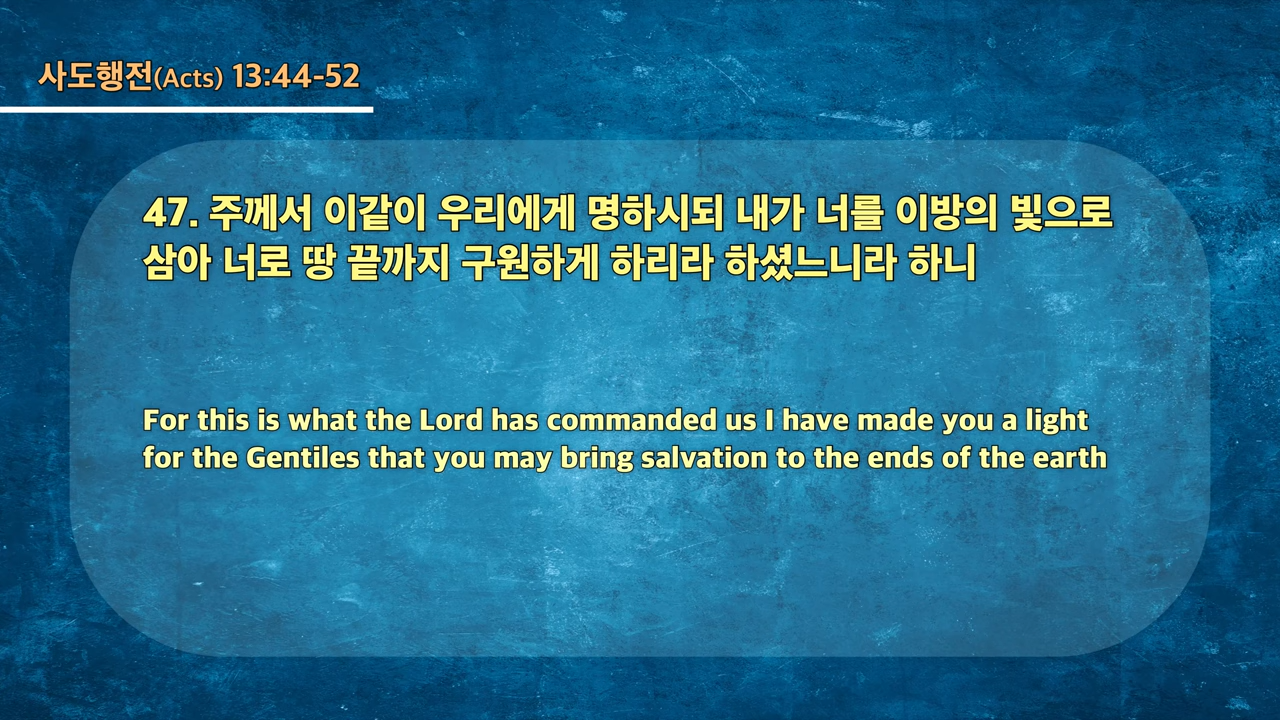 사도행전(Acts) 13:44-52
47. 주께서 이같이 우리에게 명하시되 내가 너를 이방의 빛으로
삼아 너로 땅 끝까지 구원하게 하리라 하셨느니라 하니
For this is what the Lord has commanded us I have made you a light
for the Gentiles that you may bring salvation to the ends of the earth